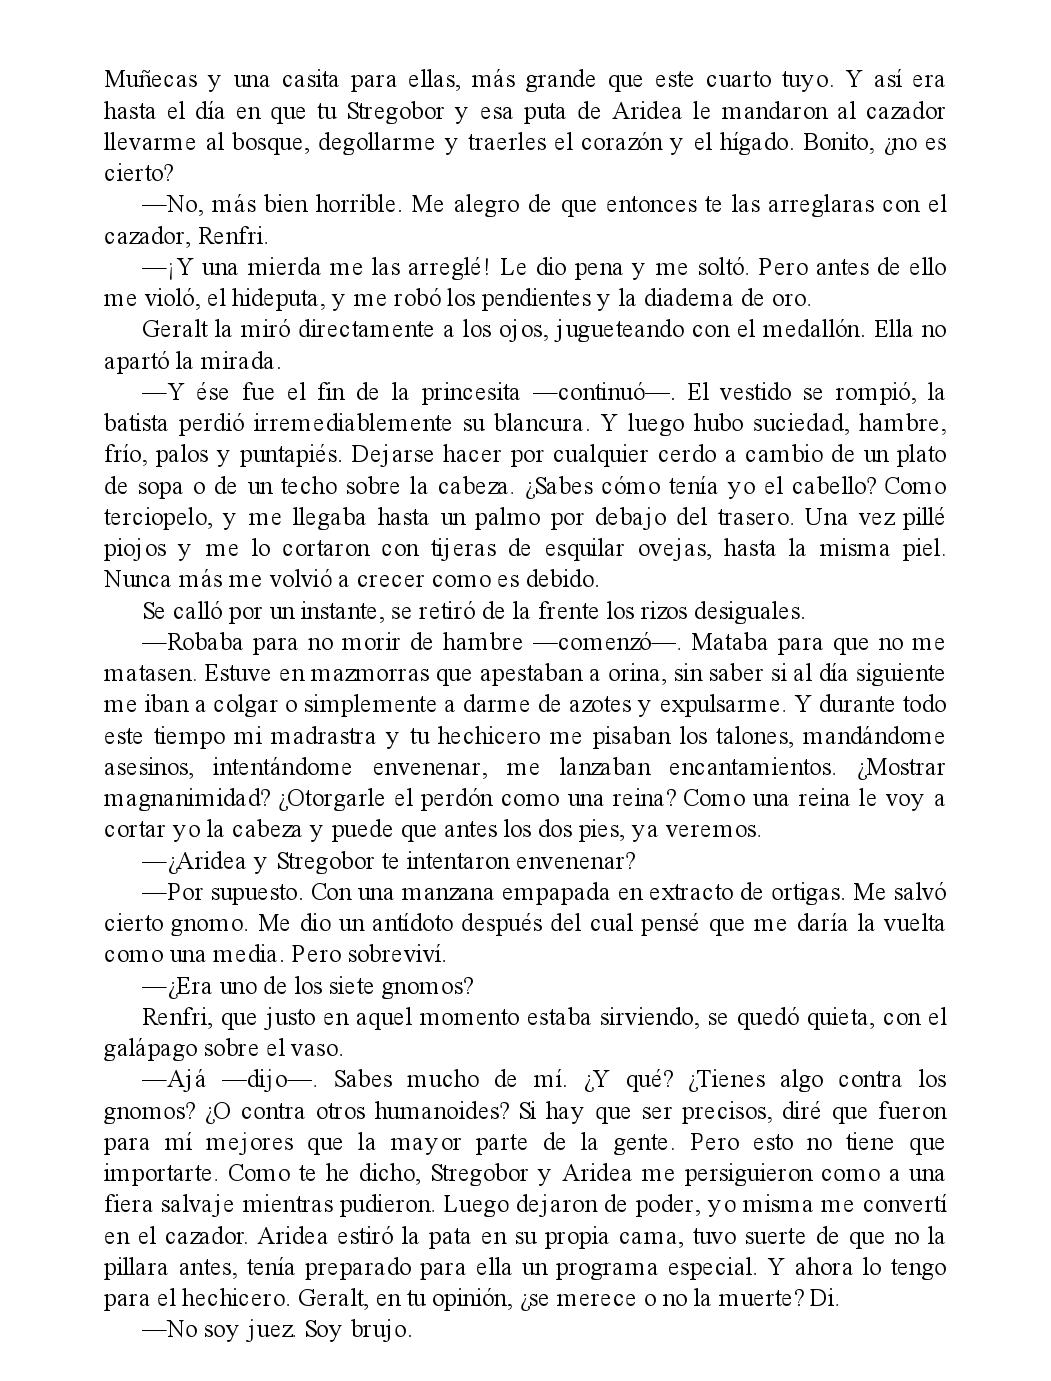 Muñecas y una casita para ellas, más grande que este cuarto tuyo. Y así era
hasta el día en que tu Stregobor y esa puta de Aridea le mandaron al cazador
llevarme al bosque, degollarme y traerles el corazón y el hígado. Bonito, ¿no es
cierto?
—No, más bien horrible. Me alegro de que entonces te las arreglaras con el
cazador, Renfri.
—¡Y una mierda me las arreglé! Le dio pena y me soltó. Pero antes de ello
me violó, el hideputa, y me robó los pendientes y la diadema de oro.
Geralt la miró directamente a los ojos, jugueteando con el medallón. Ella no
apartó la mirada.
—Y ése fue el fin de la princesita —continuó—. El vestido se rompió, la
batista perdió irremediablemente su blancura. Y luego hubo suciedad, hambre,
frío, palos y puntapiés. Dejarse hacer por cualquier cerdo a cambio de un plato
de sopa o de un techo sobre la cabeza. ¿Sabes cómo tenía yo el cabello? Como
terciopelo, y me llegaba hasta un palmo por debajo del trasero. Una vez pillé
piojos y me lo cortaron con tijeras de esquilar ovejas, hasta la misma piel.
Nunca más me volvió a crecer como es debido.
Se calló por un instante, se retiró de la frente los rizos desiguales.
—Robaba para no morir de hambre —comenzó—. Mataba para que no me
matasen. Estuve en mazmorras que apestaban a orina, sin saber si al día siguiente
me iban a colgar o simplemente a darme de azotes y expulsarme. Y durante todo
este tiempo mi madrastra y tu hechicero me pisaban los talones, mandándome
asesinos, intentándome envenenar, me lanzaban encantamientos. ¿Mostrar
magnanimidad? ¿Otorgarle el perdón como una reina? Como una reina le voy a
cortar yo la cabeza y puede que antes los dos pies, ya veremos.
—¿Aridea y Stregobor te intentaron envenenar?
—Por supuesto. Con una manzana empapada en extracto de ortigas. Me salvó
cierto gnomo. Me dio un antídoto después del cual pensé que me daría la vuelta
como una media. Pero sobreviví.
—¿Era uno de los siete gnomos?
Renfri, que justo en aquel momento estaba sirviendo, se quedó quieta, con el
galápago sobre el vaso.
—Ajá —dijo—. Sabes mucho de mí. ¿Y qué? ¿Tienes algo contra los
gnomos? ¿O contra otros humanoides? Si hay que ser precisos, diré que fueron
para mí mejores que la mayor parte de la gente. Pero esto no tiene que
importarte. Como te he dicho, Stregobor y Aridea me persiguieron como a una
fiera salvaje mientras pudieron. Luego dejaron de poder, yo misma me convertí
en el cazador. Aridea estiró la pata en su propia cama, tuvo suerte de que no la
pillara antes, tenía preparado para ella un programa especial. Y ahora lo tengo
para el hechicero. Geralt, en tu opinión, ¿se merece o no la muerte? Di.
—No soy juez. Soy brujo.